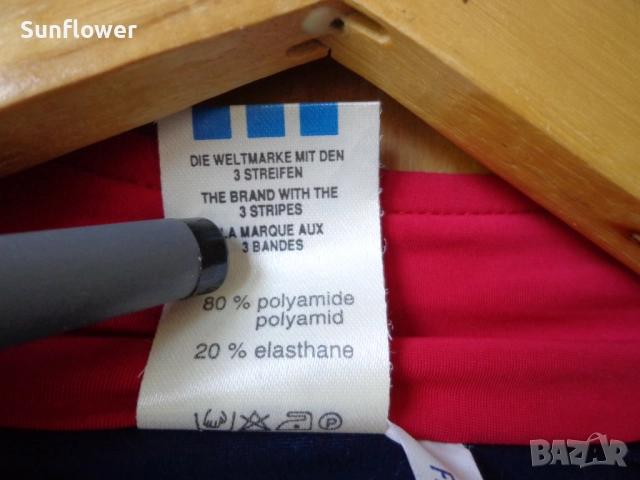 Sunflower
DIE WELTMARKE MIT DEN
3 STREIFEN
THE BRAND WITH THE
3 STRIPES
LA MARQUE AUX
3 BANDES
80 % polyamide
polyamid
20 % elasthane
P
F
BAZAR